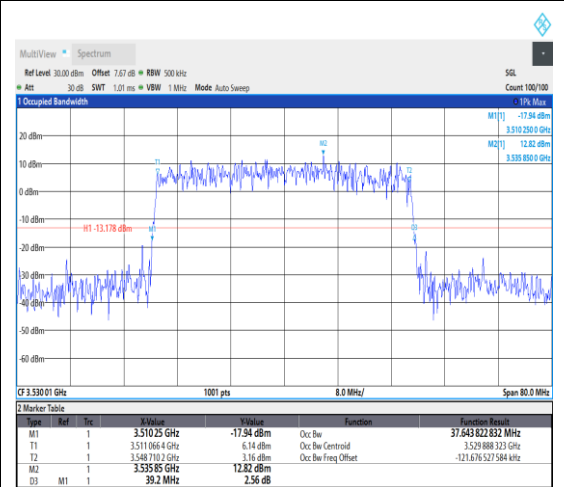 MultiView Spectrum
Ref Level 30.00 dBm Offset 7.67 dB RBW 500 kHz SGL
Att 30 dB SWT 1.01 ms VBW 1 MHz Mode Auto Sweep Count 100/100
1 Occupied Bandwidth 1Pk Max
M1[1] -17.94 dBm
3.510 250 0 GHz
M2[1] 12.82 dBm
3.535 850 0 GHz
M2
20 dBm
T1
T2
10 dBm
0 dBm
-10 dBm
H1 -13.178 dBm
M1
D3
-20 dBm
-30 dBm
-40 dBm
-50 dBm
-60 dBm
CF 3.530 01 GHz 1001 pts 8.0 MHz/ Span 80.0 MHz
2 Marker Table
Type Ref Trc X-Value Y-Value Function Function Result
M1 1 3.510 25 GHz -17.94 dBm Occ Bw 37.643 822 832 MHz
T1 1 3.511 066 4 GHz 6.14 dBm Occ Bw Centroid 3.529 888 323 GHz
T2 1 3.548 710 2 GHz 3.16 dBm Occ Bw Freq Offset -121.676 527 584 kHz
M2 1 3.535 85 GHz 12.82 dBm
D3 M1 1 39.2 MHz 2.56 dB